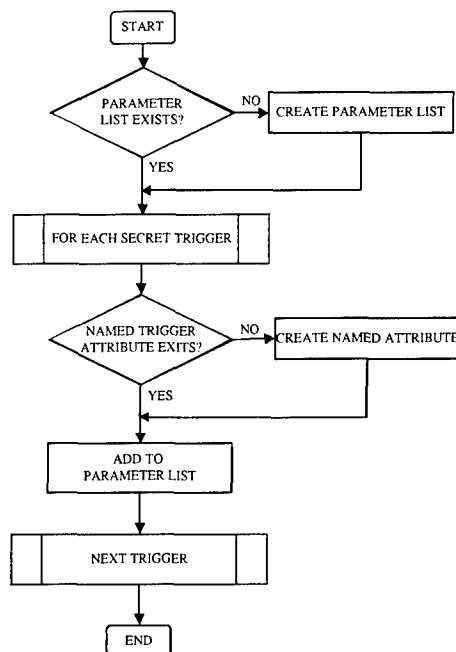 START
PARAMETER
LIST EXISTS?
NO
CREATE PARAMETER LIST
YES
FOR EACH SECRET TRIGGER
NAMED TRIGGER
ATTRIBUTE EXITS?
NO
CREATE NAMED ATTRIBUTE
YES
ADD TO
PARAMETER LIST
NEXT TRIGGER
END